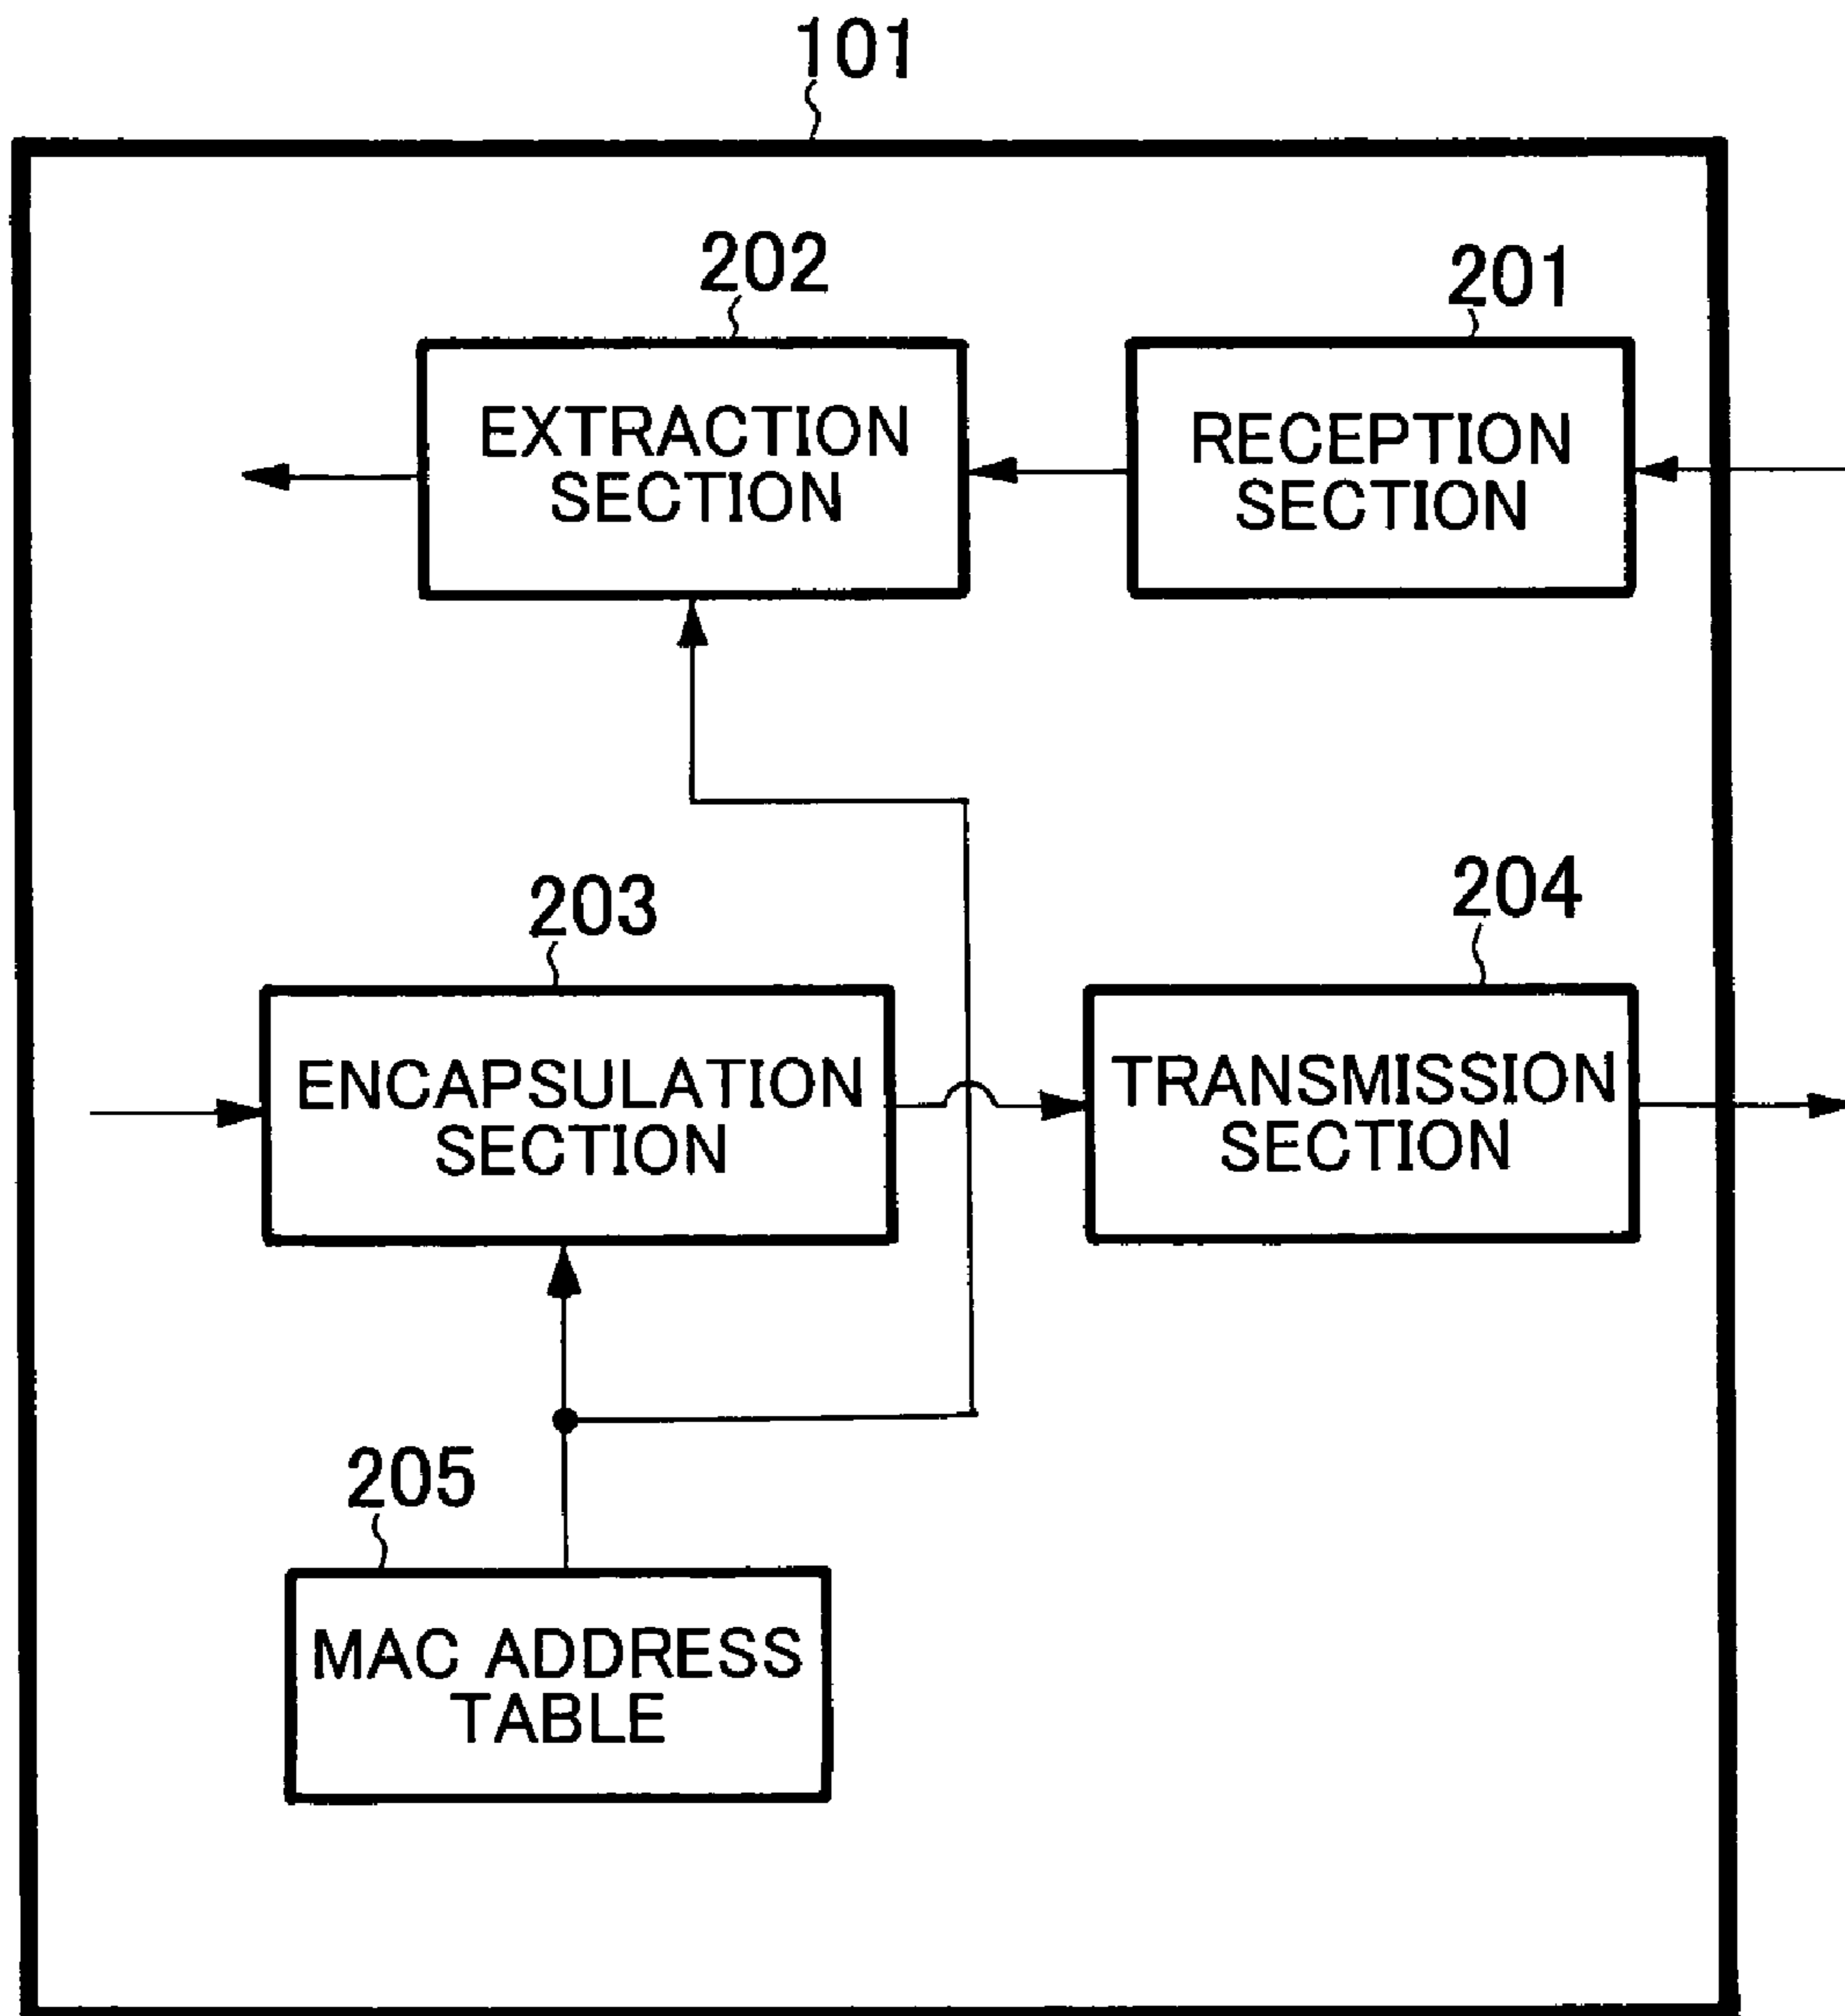 101
202
201
EXTRACTION
SECTION
RECEPTION
SECTION
203
204
ENCAPSULATION
SECTION
TRANSMISSION
SECTION
205
MAC ADDRESS
TABLE